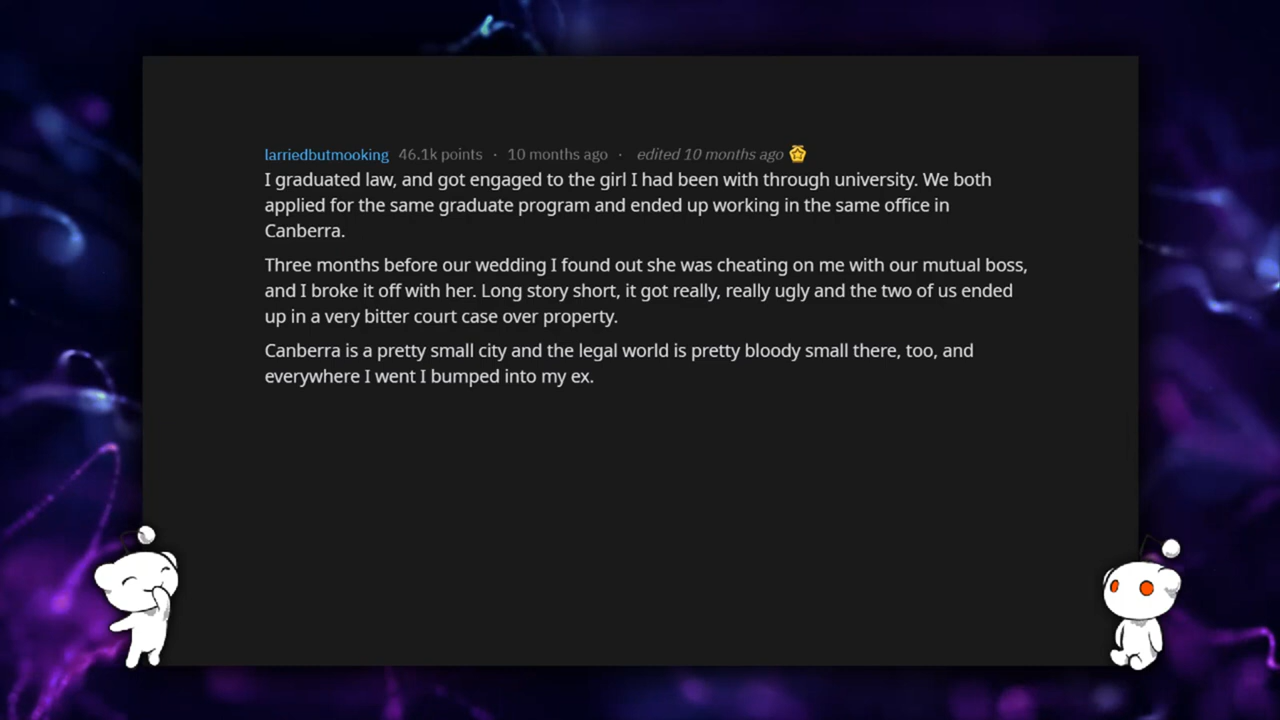 larriedbutmooking 46.1k points · 10 months ago · edited 10 months ago
I graduated law, and got engaged to the girl I had been with through university. We both
applied for the same graduate program and ended up working in the same office in
Canberra.
Three months before our wedding I found out she was cheating on me with our mutual boss,
and I broke it off with her. Long story short, it got really, really ugly and the two of us ended
up in a very bitter court case over property.
Canberra is a pretty small city and the legal world is pretty bloody small there, too, and
everywhere I went I bumped into my ex.